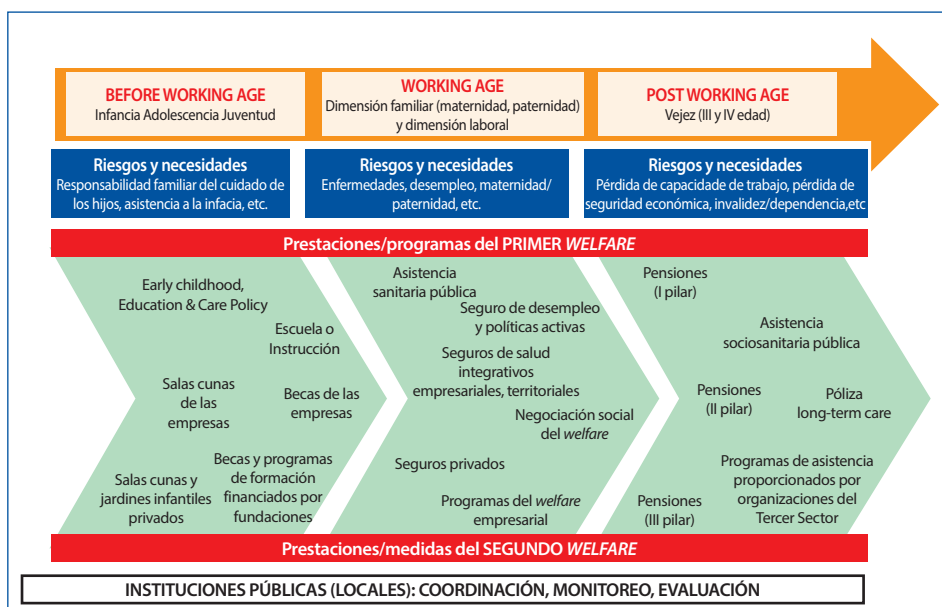 BEFORE WORKING AGE
Infancia Adolescencia Juventud
WORKING AGE
Dimensión familiar (maternidad, paternidad)
y dimensión laboral
POST WORKING AGE
Vejez (III y IV edad)
Riesgos y necesidades
Responsabilidad familiar del cuidado de
los hijos, asistencia a la infacia, etc.
Riesgos y necesidades
Enfermedades, desempleo, maternidad/
paternidad, etc.
Riesgos y necesidades
Pérdida de capacidade de trabajo, pérdida de
seguridad económica, invalidez/dependencia,etc
Prestaciones/programas del PRIMER WELFARE
Early childhood,
Education & Care Policy
Escuela o
Instrucción
Salas cunas
de las
empresas
Becas de las
empresas
Salas cunas y
jardines infantiles
privados
Becas y programas
de formación
financiados por
fundaciones
Asistencia
sanitaria pública
Seguro de desempleo
y políticas activas
Seguros de salud
integrativos
empresariales, territoriales
Negociación social
del welfare
Seguros privados
Programas del welfare
empresarial
Pensiones
(I pilar)
Asistencia
sociosanitaria pública
Pensiones
(II pilar)
Póliza
long-term care
Pensiones
(III pilar)
Programas de asistencia
proporcionados por
organizaciones del
Tercer Sector
Prestaciones/medidas del SEGUNDO WELFARE
INSTITUCIONES PÚBLICAS (LOCALES): COORDINACIÓN, MONITOREO, EVALUACIÓN